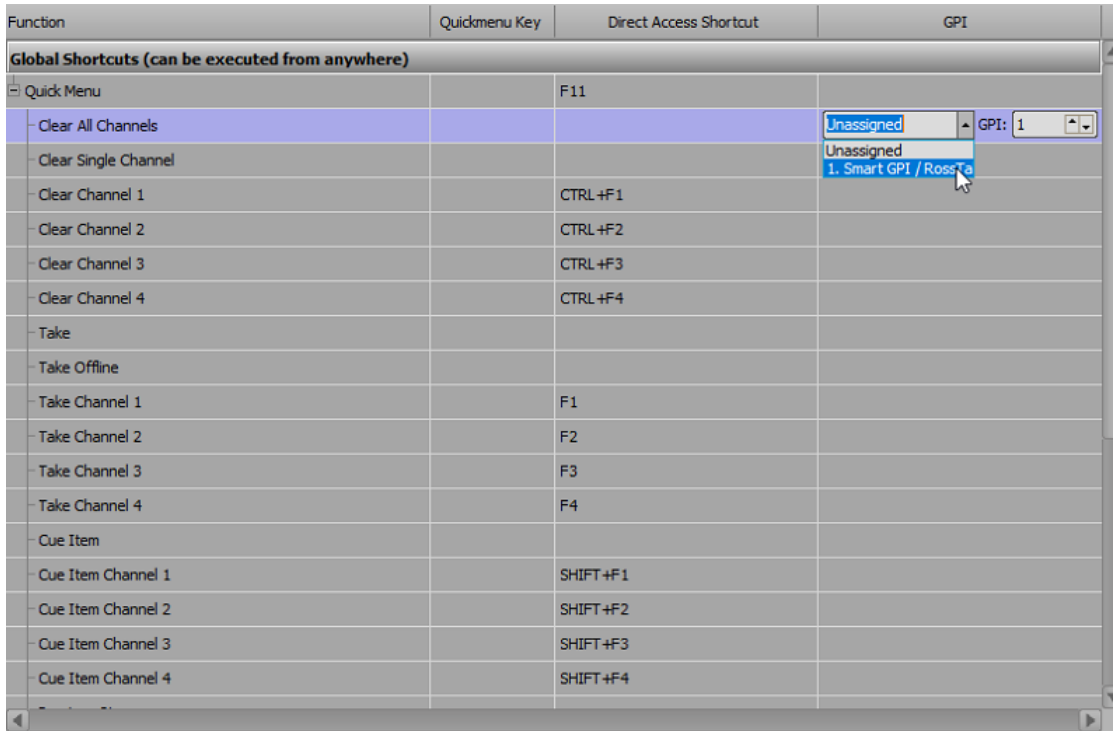 Function Quickmenu Key Direct Access Shortcut GPI
Global Shortcuts (can be executed from anywhere)
Quick Menu F11
Clear All Channels Unassigned GPI: 1
Unassigned
Clear Single Channel
1. Smart GPI / RossTa
Clear Channel 1 CTRL+F1
Clear Channel 2 CTRL+F2
Clear Channel 3 CTRL+F3
Clear Channel 4 CTRL+F4
Take
Take Offline
Take Channel 1 F1
Take Channel 2 F2
Take Channel 3 F3
Take Channel 4 F4
Cue Item
Cue Item Channel 1 SHIFT+F1
Cue Item Channel 2 SHIFT+F2
Cue Item Channel 3 SHIFT+F3
Cue Item Channel 4 SHIFT+F4